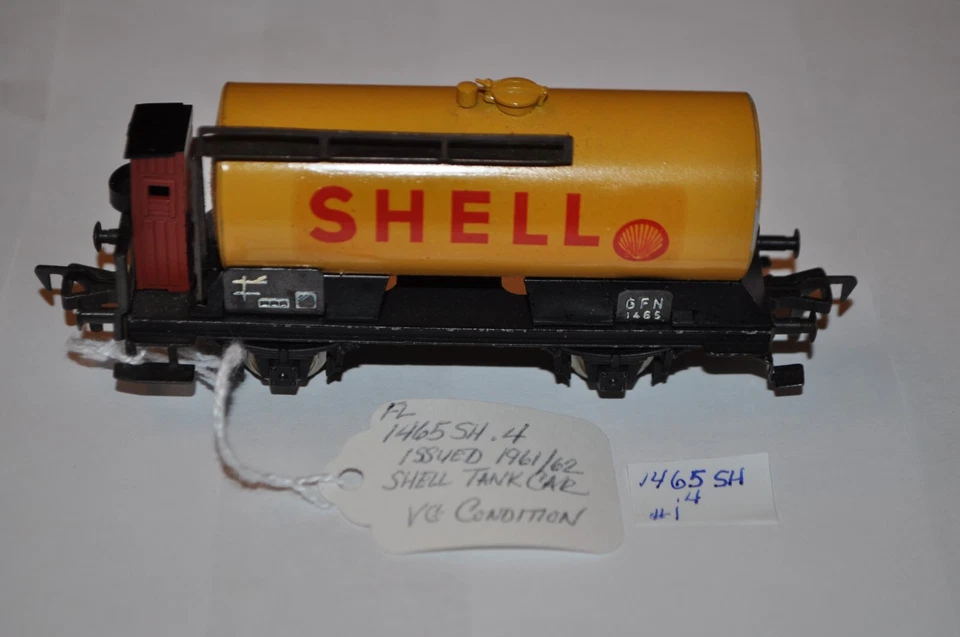 SHELL
GFN
1465
FL
1465 SH.4
ISSUED 1961/62
SHELL TANK CAR
VG CONDITION
1465 SH
.4
#1